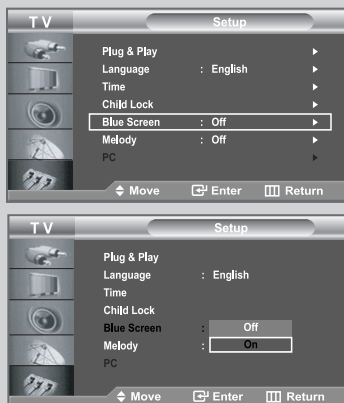 TV Setup
Plug & Play
Language : English
Time
Child Lock
Blue Screen : Off
Melody : Off
PC
Move Enter Return
TV Setup
Plug & Play
Language : English
Time
Child Lock
Blue Screen : Off
Melody : On
PC
Move Enter Return